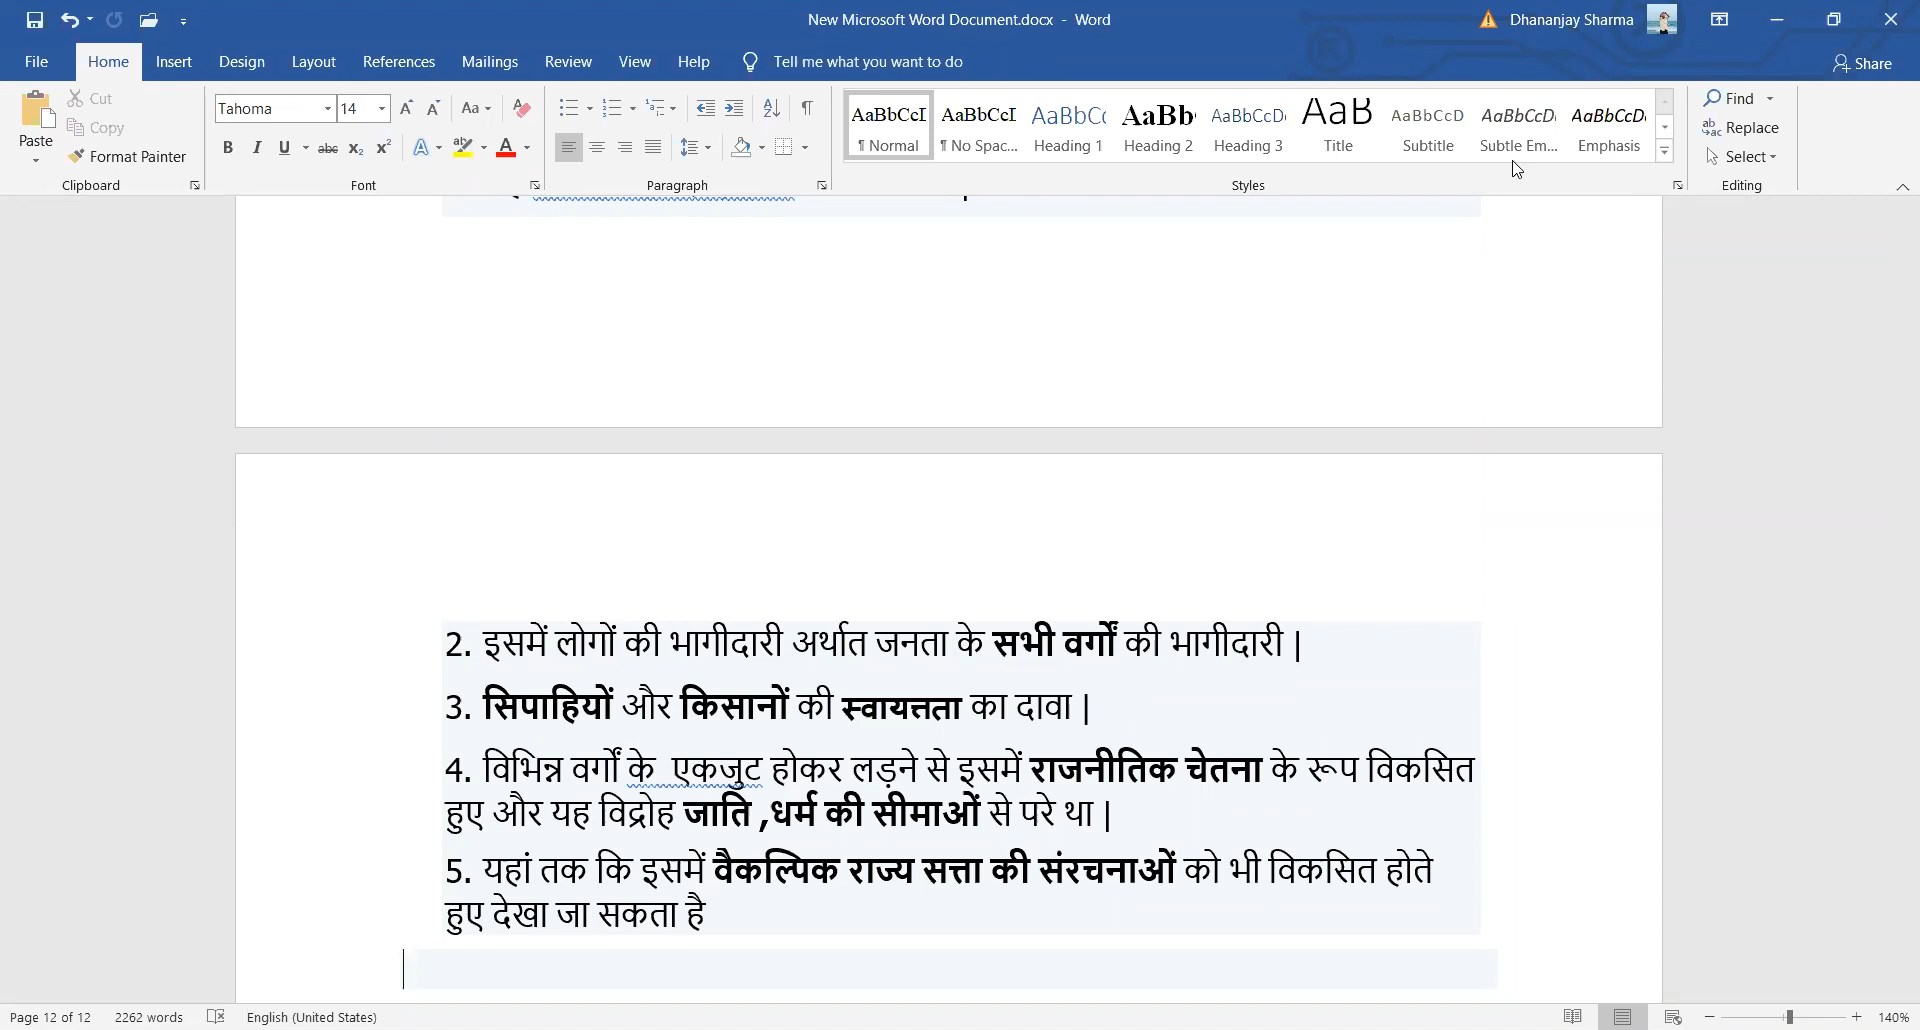 New Microsoft Word Document.docx - Word
Dhananjay Sharma
File Home Insert Design Layout References Mailings Review View Help Tell me what you want to do Share
Paste
Cut
Copy
Format Painter
Clipboard
Tahoma 14
Font
Paragraph
AaBbCcI AaBbCcI AaBbC AaBb AaBbCcD AaB AaBbCcD AaBbCcD AaBbCcD
¶ Normal ¶ No Spac... Heading 1 Heading 2 Heading 3 Title Subtitle Subtle Em... Emphasis
Styles
Find
Replace
Select
Editing
2. इसमें लोगों की भागीदारी अर्थात जनता के सभी वर्गों की भागीदारी |
3. सिपाहियों और किसानों की स्वायत्तता का दावा |
4. विभिन्न वर्गों के एकजुट होकर लड़ने से इसमें राजनीतिक चेतना के रूप विकसित
हुए और यह विद्रोह जाति ,धर्म की सीमाओं से परे था |
5. यहां तक कि इसमें वैकल्पिक राज्य सत्ता की संरचनाओं को भी विकसित होते
हुए देखा जा सकता है
Page 12 of 12 2262 words English (United States) 140%